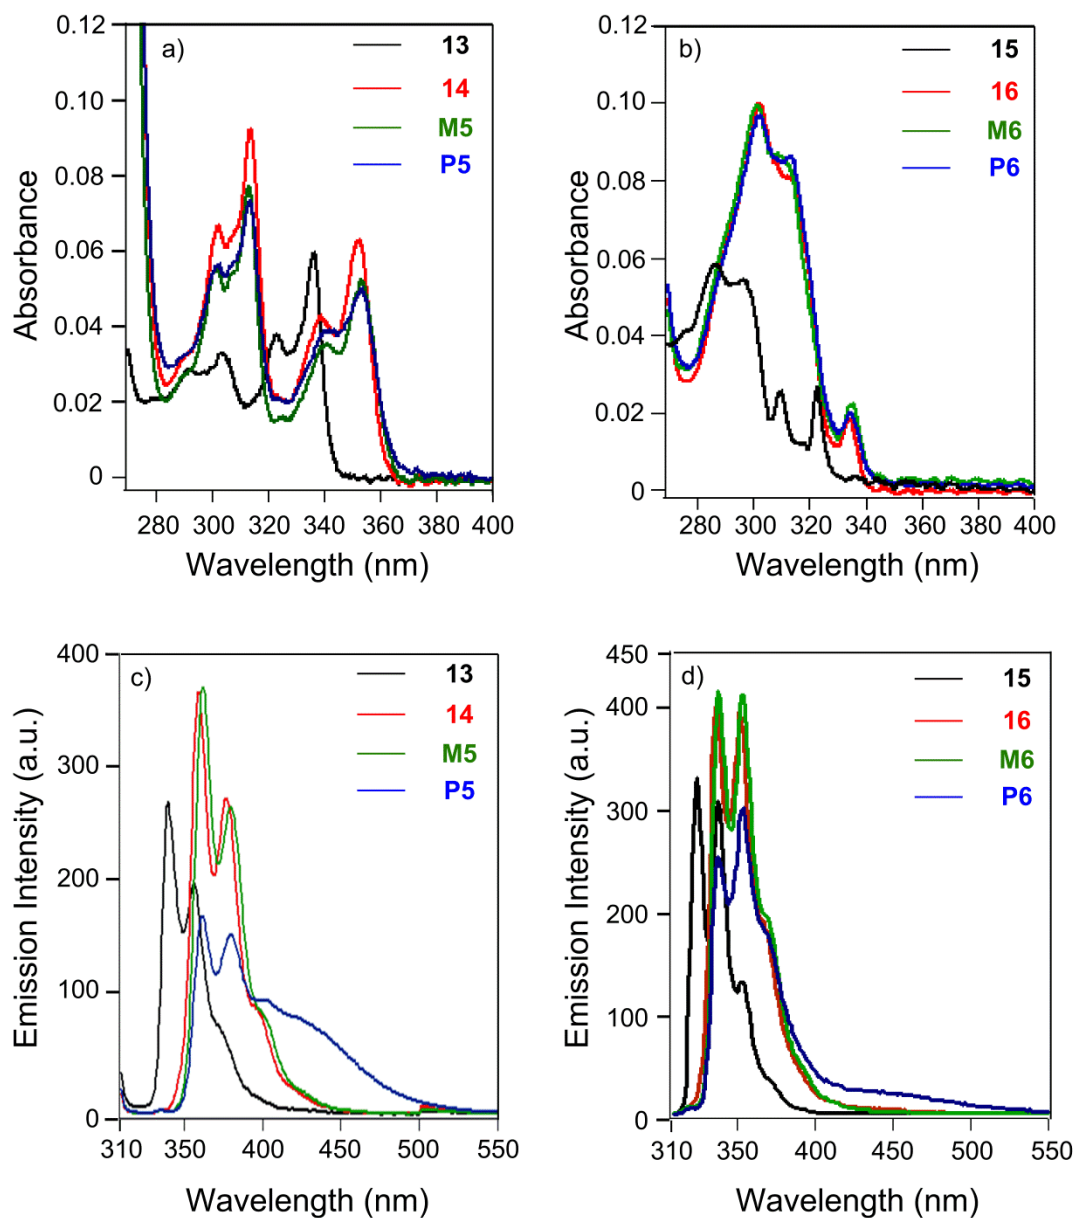 a)
13
14
M5
P5
0.12
0.10
0.08
0.06
0.04
0.02
0
Absorbance
280 300 320 340 360 380 400
Wavelength (nm)
b)
15
16
M6
P6
0.12
0.10
0.08
0.06
0.04
0.02
0
Absorbance
280 300 320 340 360 380 400
Wavelength (nm)
c)
13
14
M5
P5
400
300
200
100
0
Emission Intensity (a.u.)
310 350 400 450 500 550
Wavelength (nm)
d)
15
16
M6
P6
450
400
300
200
100
0
Emission Intensity (a.u.)
310 350 400 450 500 550
Wavelength (nm)